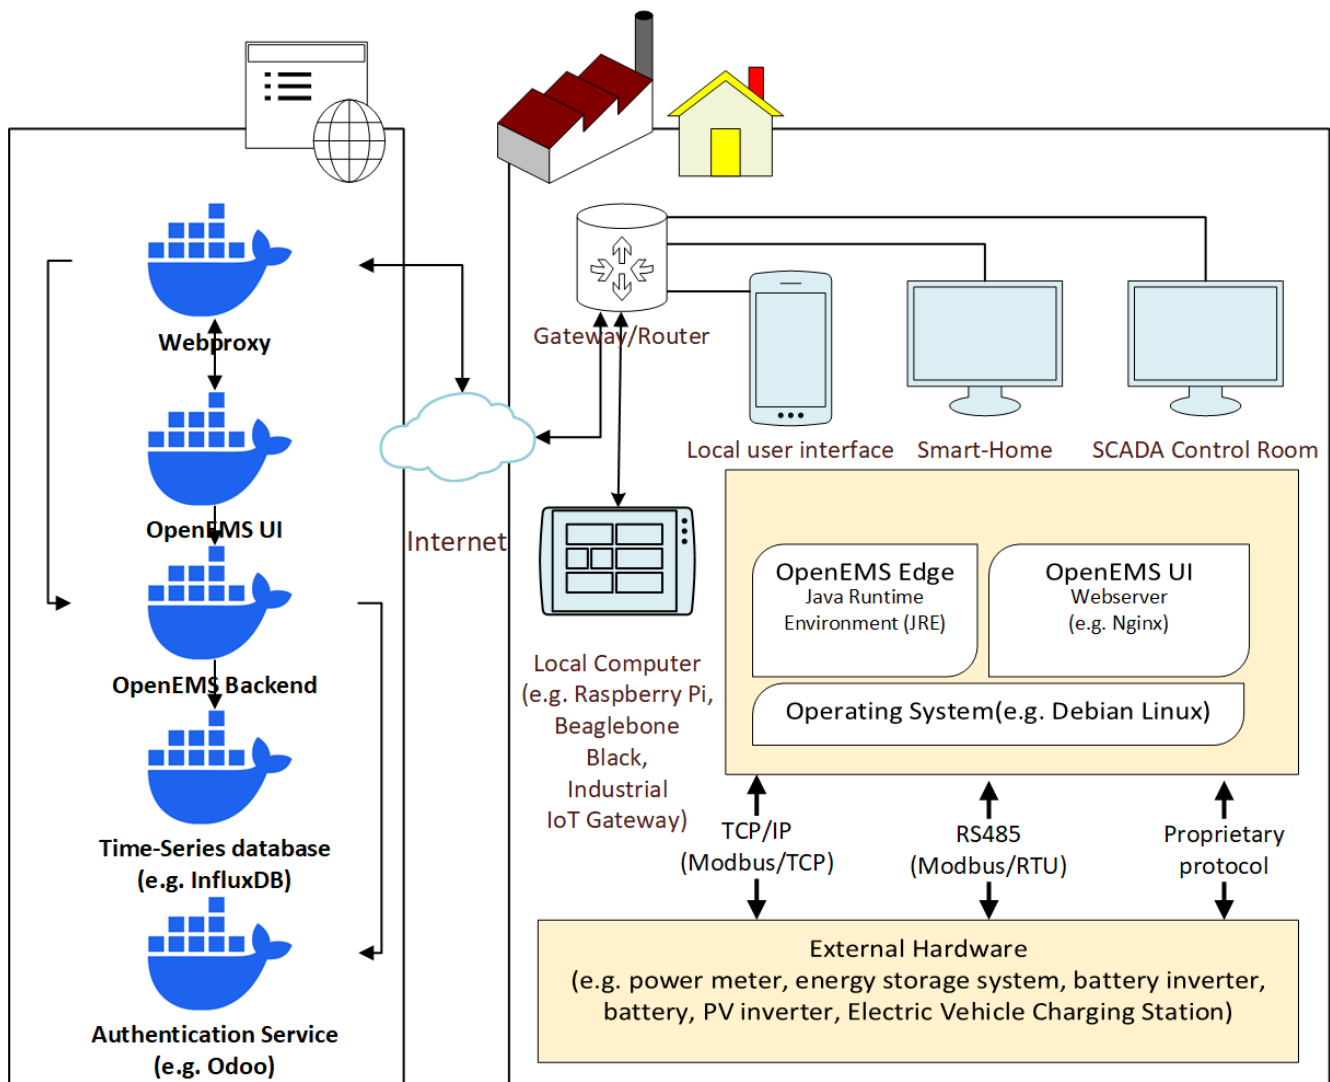 Webproxy
OpenEMS UI
OpenEMS Backend
Time-Series database
(e.g. InfluxDB)
Authentication Service
(e.g. Odoo)
Internet
Gateway/Router
Local user interface
Smart-Home
SCADA Control Room
Local Computer
(e.g. Raspberry Pi,
Beaglebone
Black,
Industrial
IoT Gateway)
OpenEMS Edge
Java Runtime
Environment (JRE)
OpenEMS UI
Webserver
(e.g. Nginx)
Operating System(e.g. Debian Linux)
TCP/IP
(Modbus/TCP)
RS485
(Modbus/RTU)
Proprietary
protocol
External Hardware
(e.g. power meter, energy storage system, battery inverter,
battery, PV inverter, Electric Vehicle Charging Station)